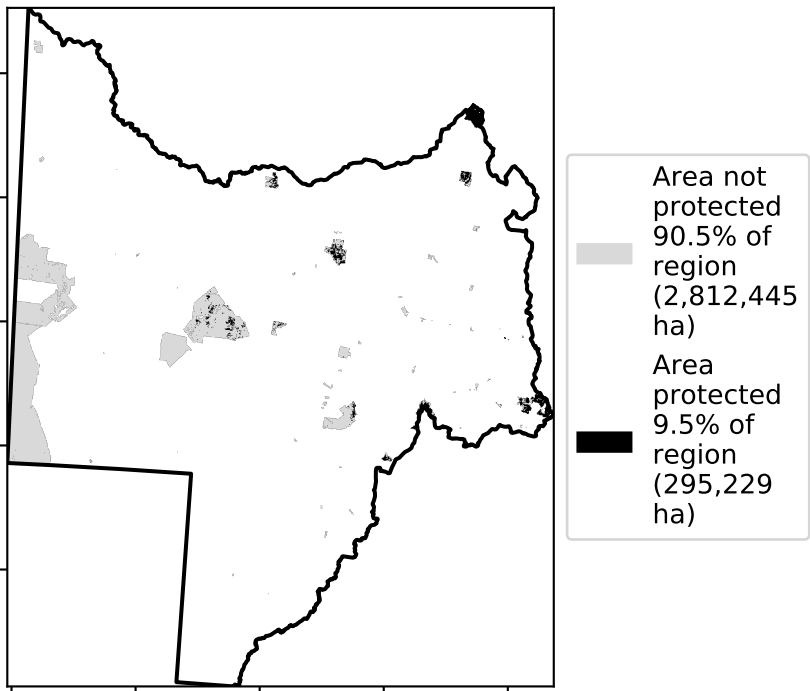 Area not
protected
90.5% of
region
(2,812,445
ha)
Area
protected
9.5% of
region
(295,229
ha)